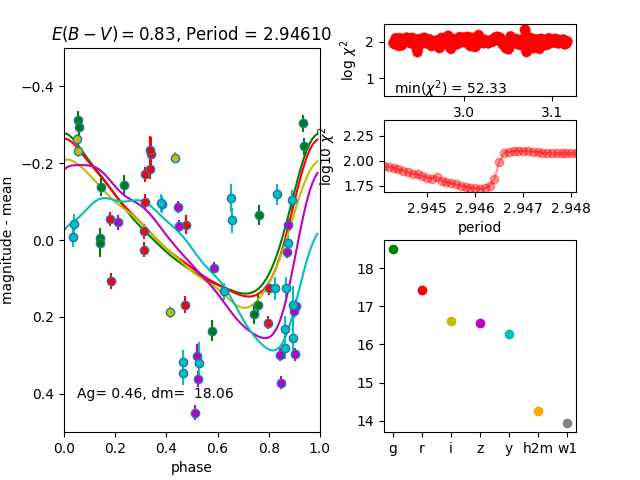 E(B − V) = 0.83, Period = 2.94610
magnitude - mean
−0.4
−0.2
0.0
0.2
0.4
Ag= 0.46, dm=  18.06
0.0 0.2 0.4 0.6 0.8 1.0
phase
log χ²
2
1
min(χ²) = 52.33
3.0 3.1
log10 χ²
2.25
2.00
1.75
2.945 2.946 2.947 2.948
period
18
17
16
15
14
g r i z y h2m w1